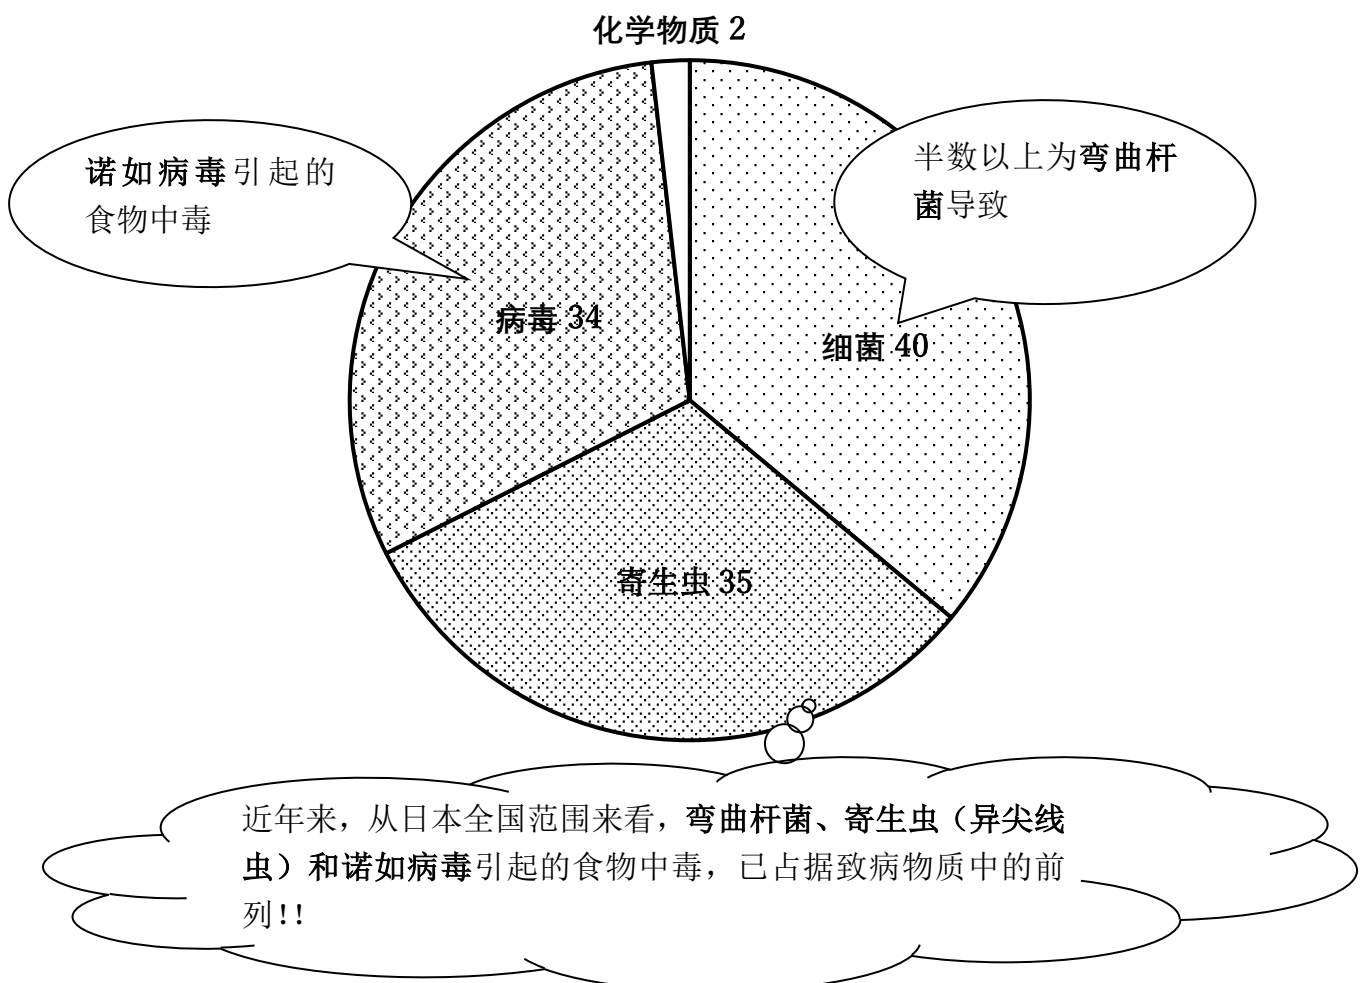 化学物质 2
诺如病毒引起的
食物中毒
半数以上为弯曲杆
菌导致
病毒 34
细菌 40
寄生虫 35
近年来，从日本全国范围来看，弯曲杆菌、寄生虫（异尖线
虫）和诺如病毒引起的食物中毒，已占据致病物质中的前
列!!